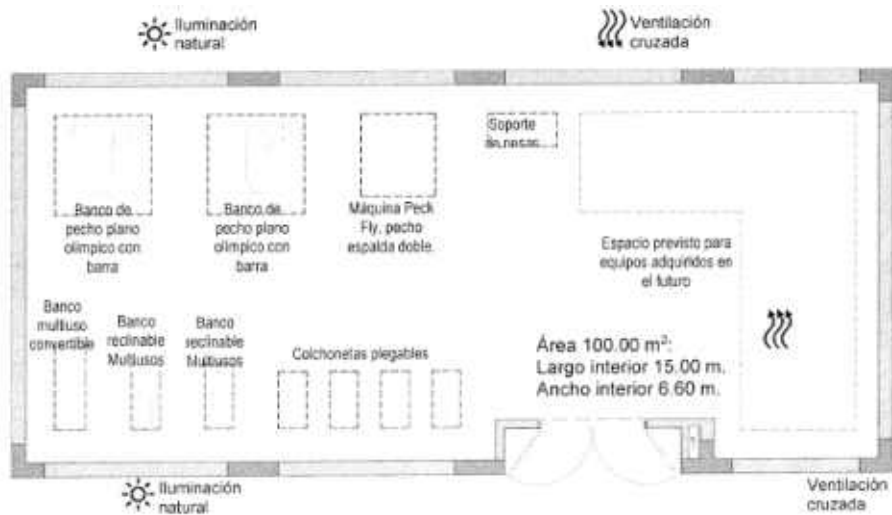 Iluminación
natural
Ventilación
cruzada
Soporte
de pesas
Banco de
pecho plano
olímpico con
barra
Banco de
pecho plano
olímpico con
barra
Máquina Peck
Fly, pecho
espalda doble.
Espacio previsto para
equipos adquiridos en
el futuro
Banco
multiuso
convertible
Banco
reclinable
Multiusos
Banco
reclinable
Multiusos
Colchonetas plegables
Área 100.00 m²:
Largo interior 15.00 m.
Ancho interior 6.60 m.
Iluminación
natural
Ventilación
cruzada